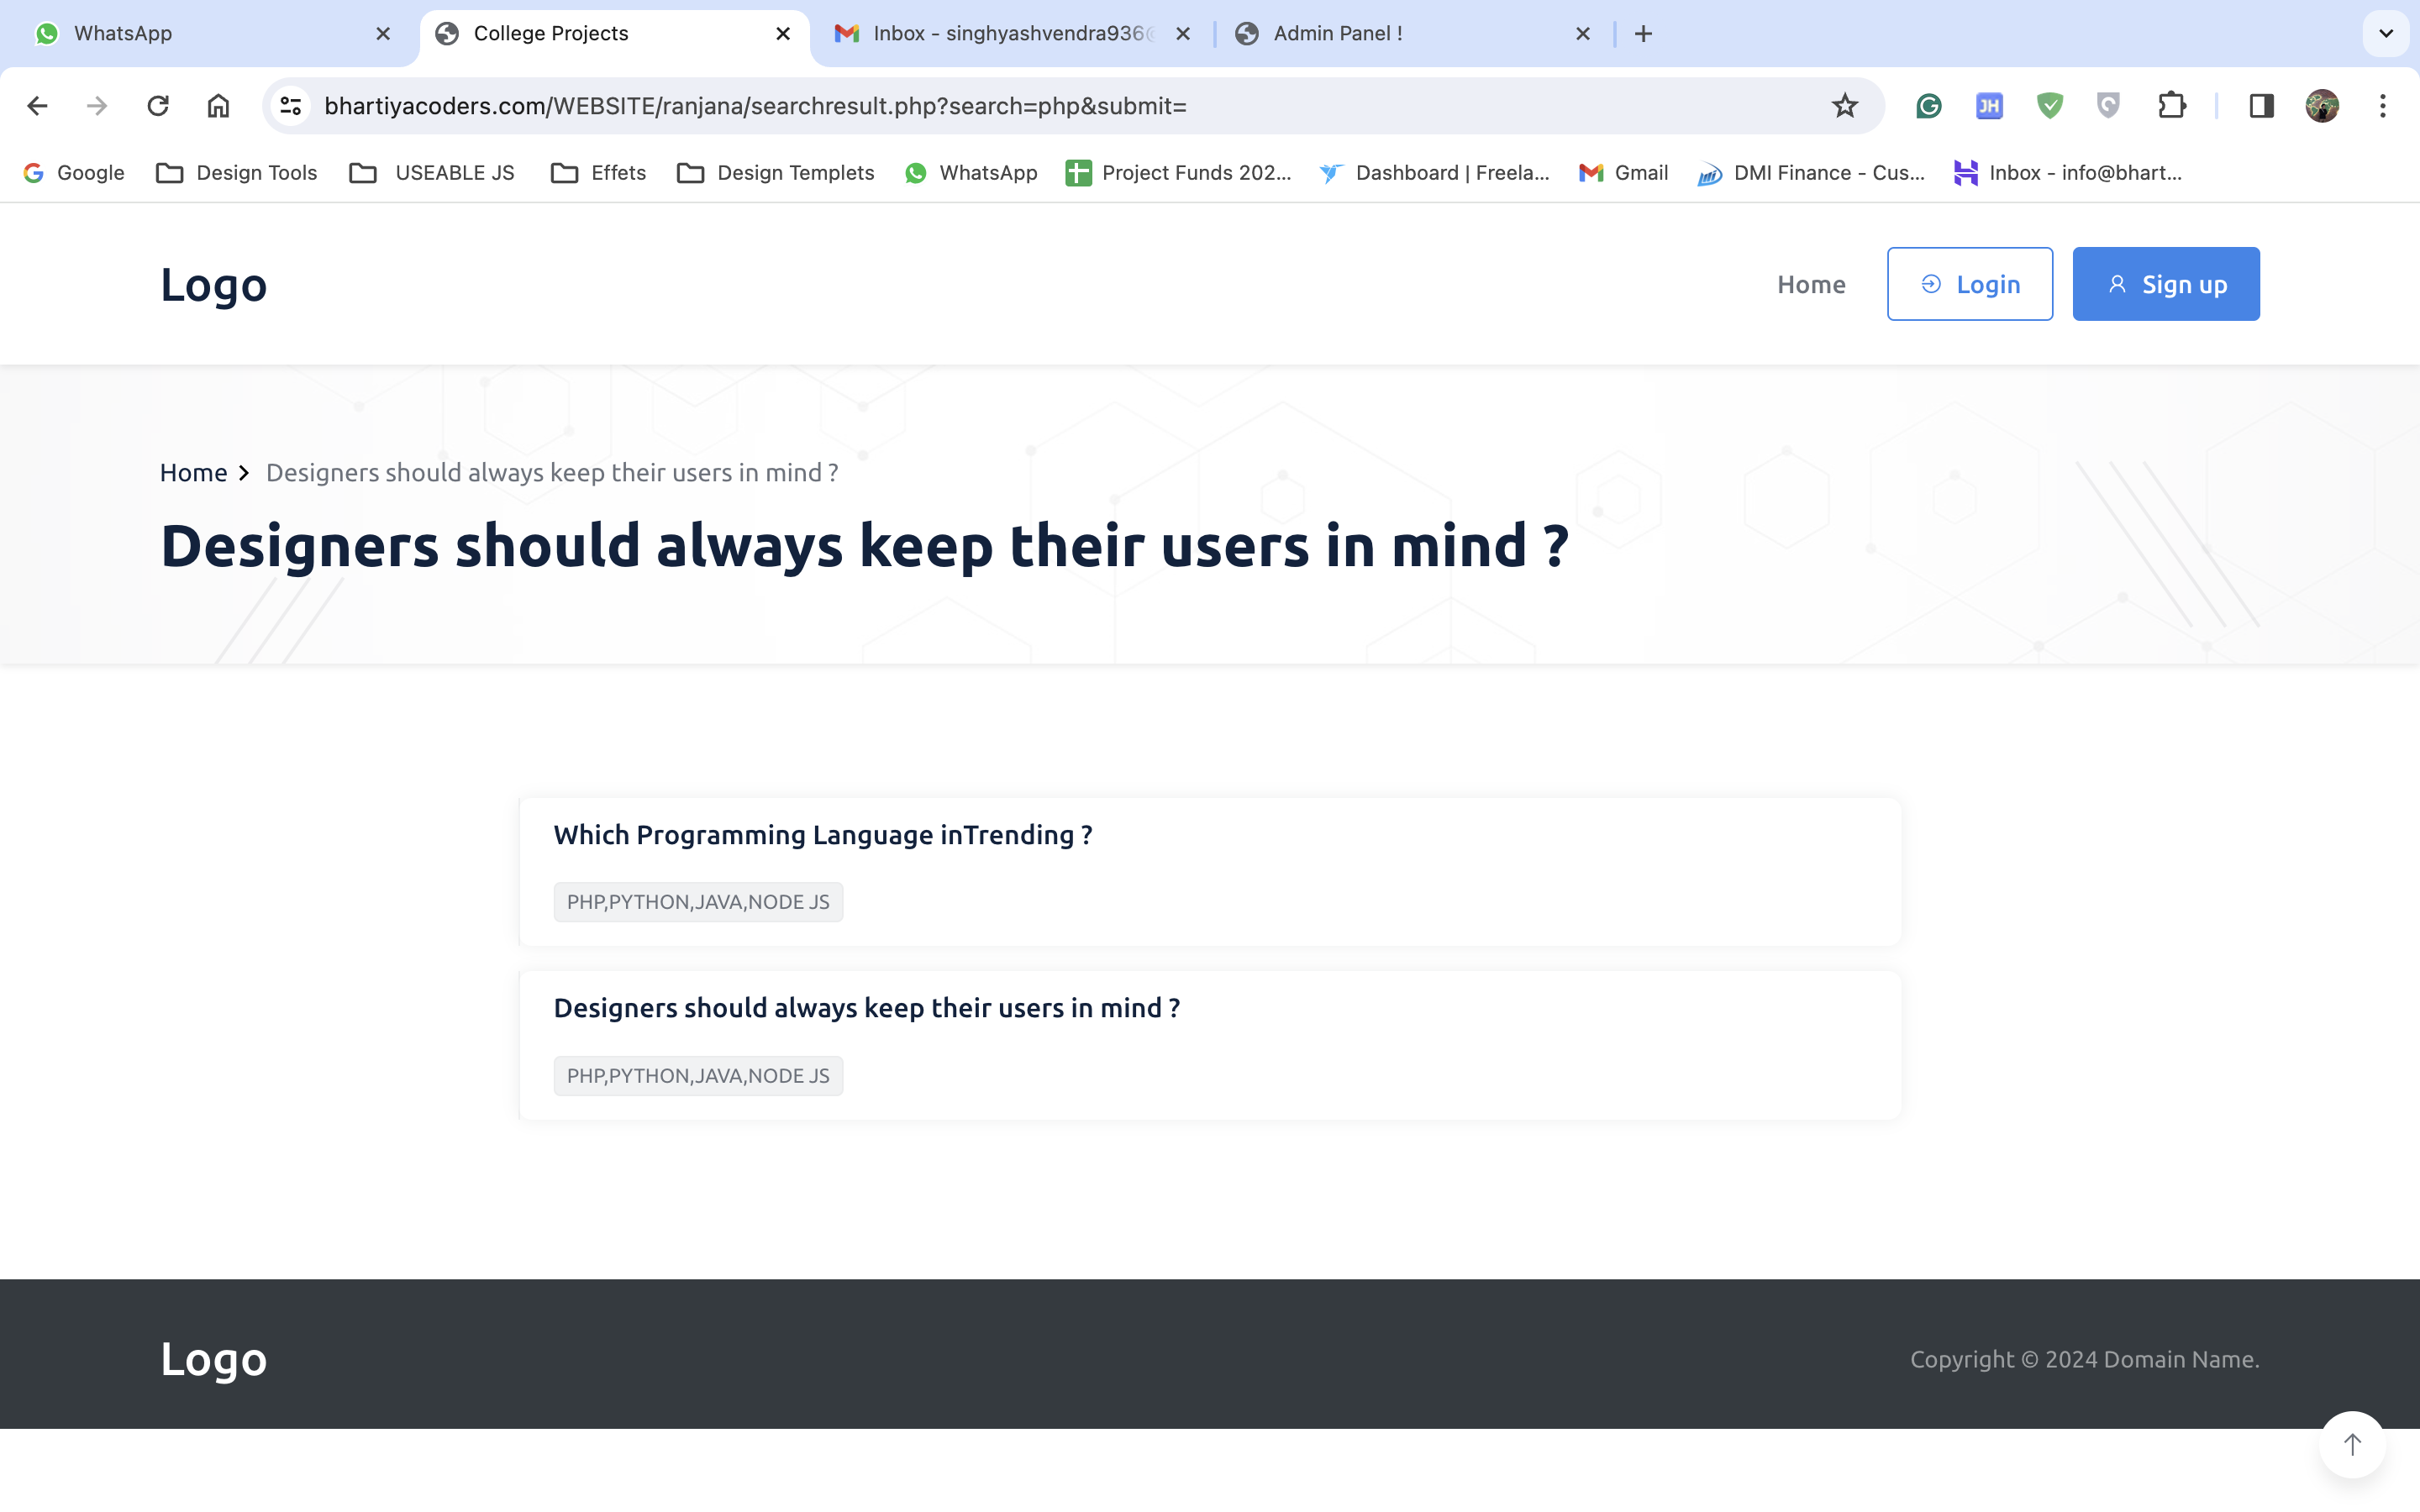 WhatsApp
College Projects
Inbox - singhyashvendra936@
Admin Panel !
bhartiyacoders.com/WEBSITE/ranjana/searchresult.php?search=php&submit=
JH
Google
Design Tools
USEABLE JS
Effets
Design Templets
WhatsApp
Project Funds 202...
Dashboard | Freela...
Gmail
DMI Finance - Cus...
Inbox - info@bhart...
Logo
Home
Login
Sign up
Home
Designers should always keep their users in mind ?
Designers should always keep their users in mind ?
Which Programming Language inTrending ?
PHP,PYTHON,JAVA,NODE JS
Designers should always keep their users in mind ?
PHP,PYTHON,JAVA,NODE JS
Logo
Copyright © 2024 Domain Name.